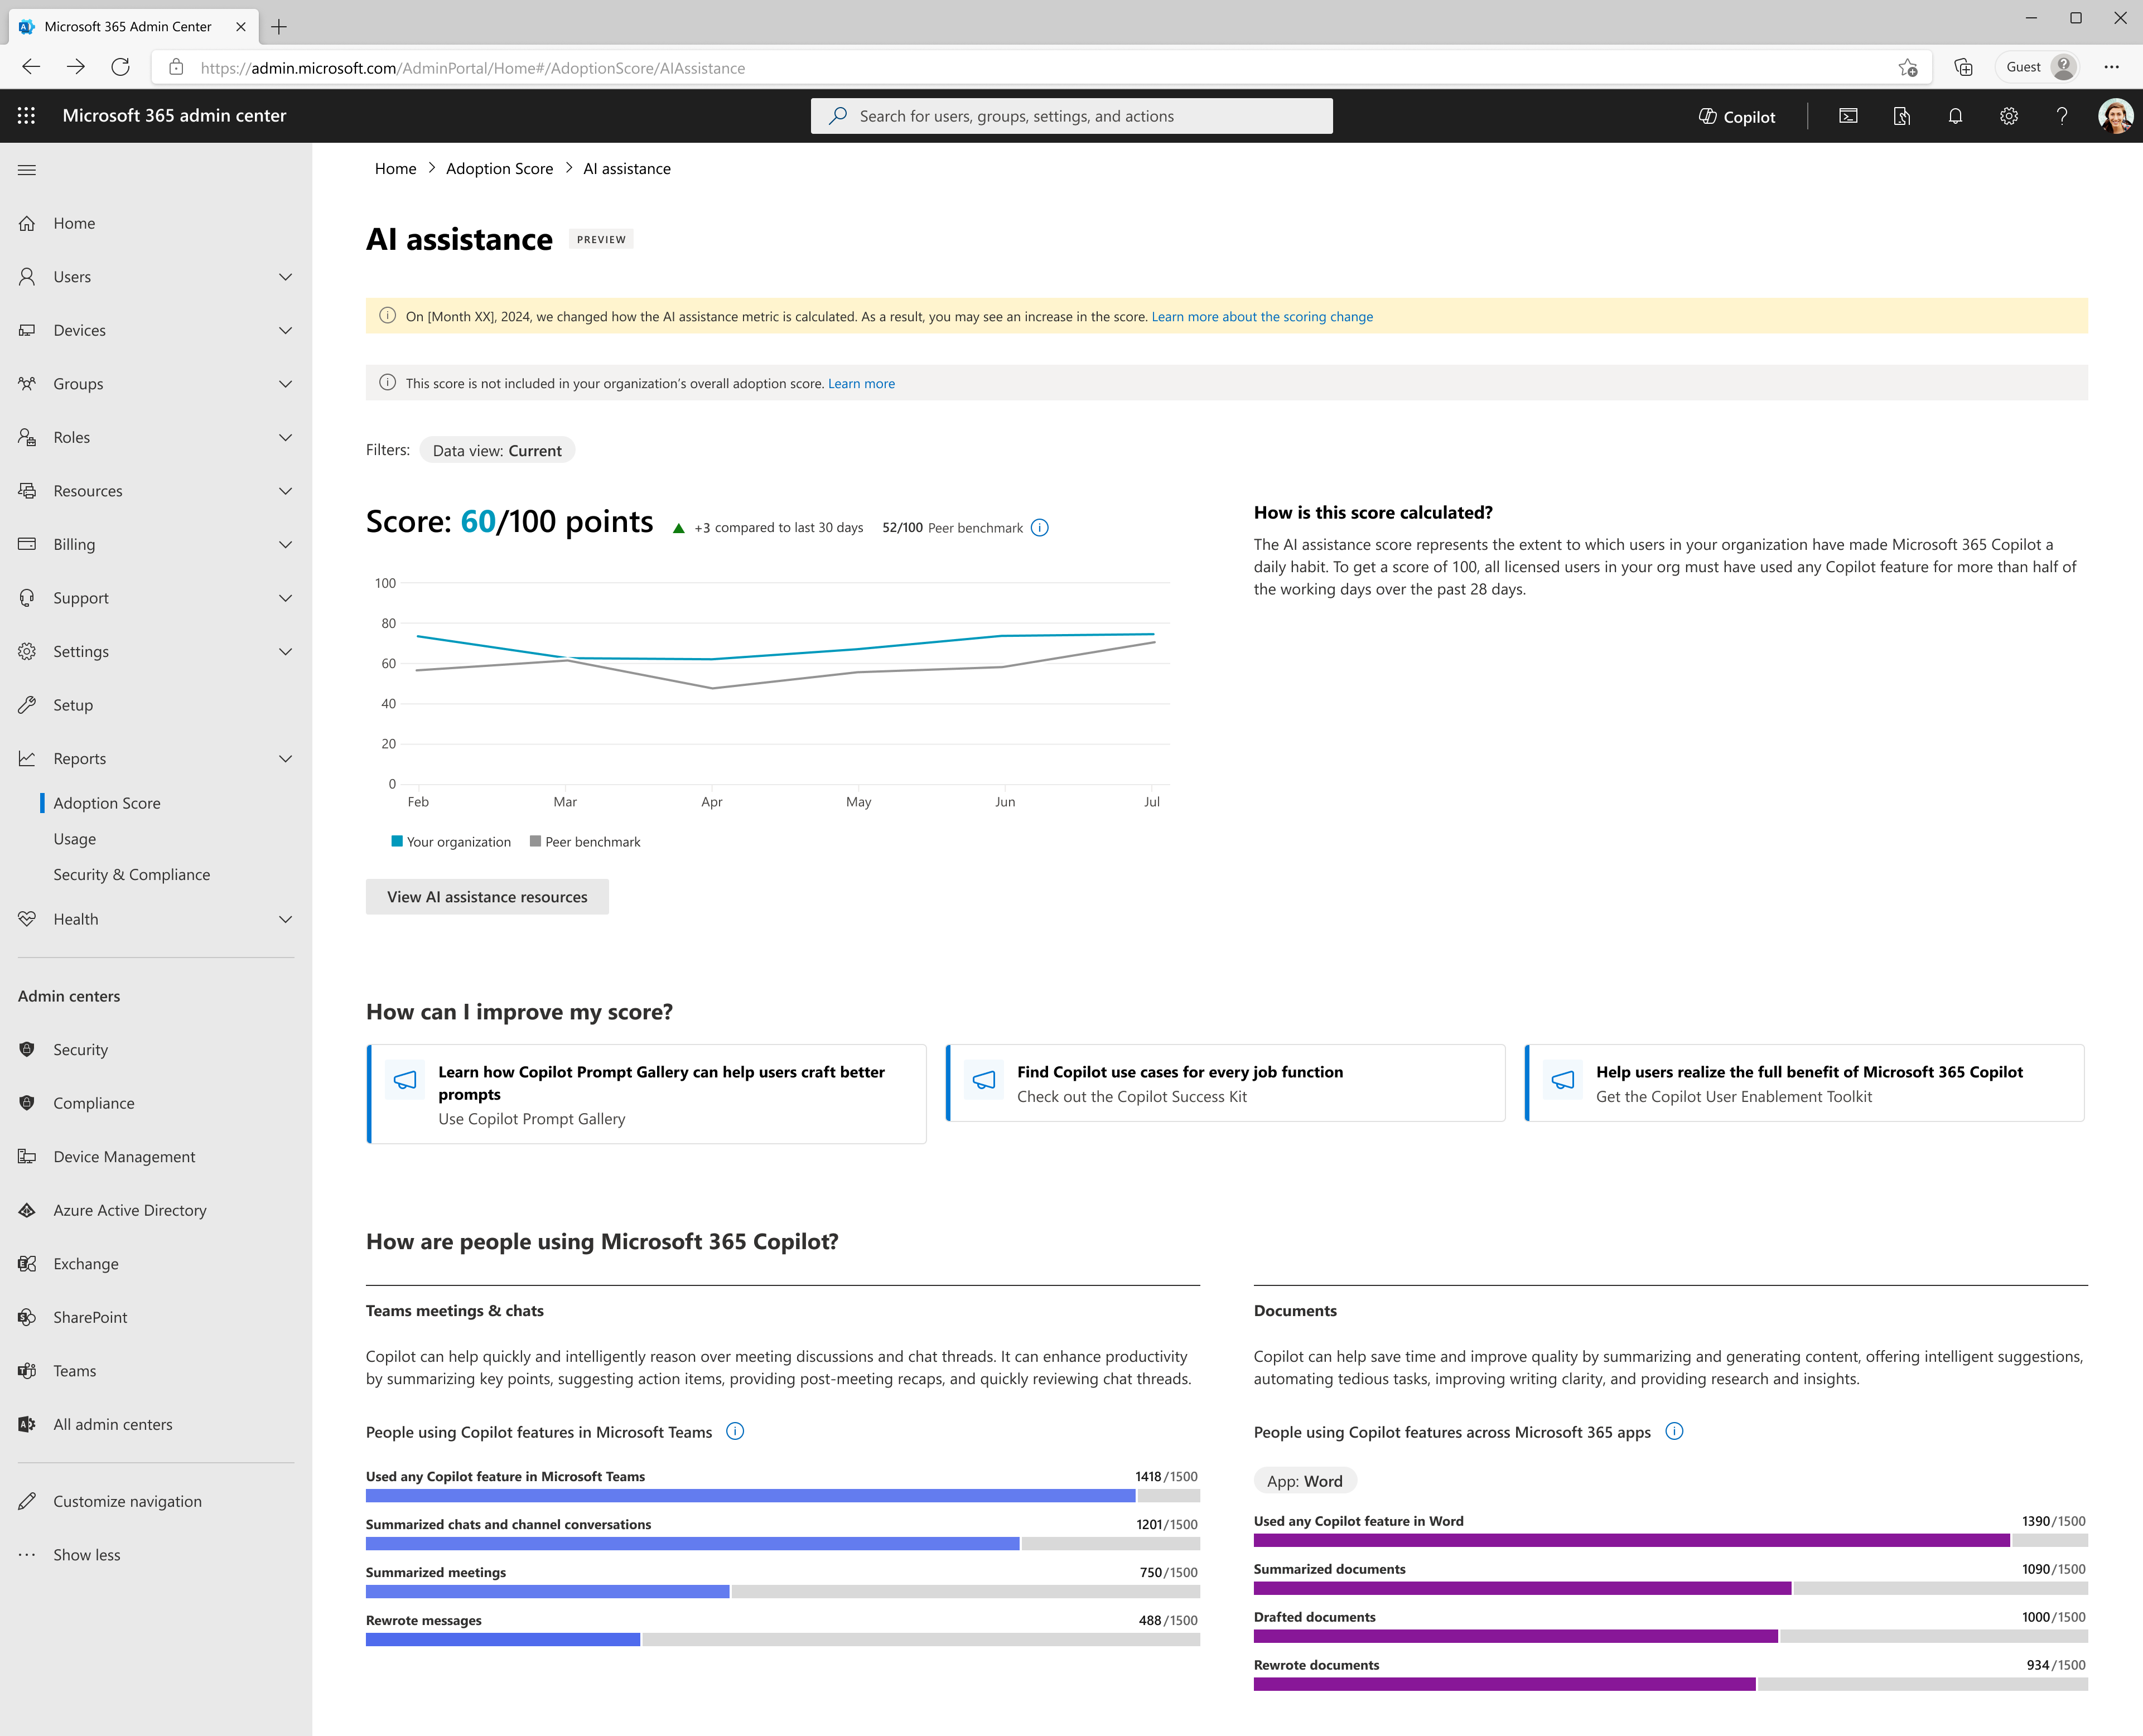 Microsoft 365 Admin Center
https://admin.microsoft.com/AdminPortal/Home#/AdoptionScore/AIAssistance
Guest
Microsoft 365 admin center
Search for users, groups, settings, and actions
Copilot
Home
Users
Devices
Groups
Roles
Resources
Billing
Support
Settings
Setup
Reports
Adoption Score
Usage
Security & Compliance
Health
Admin centers
Security
Compliance
Device Management
Azure Active Directory
Exchange
SharePoint
Teams
All admin centers
Customize navigation
Show less
Home > Adoption Score > AI assistance
AI assistance PREVIEW
On [Month XX], 2024, we changed how the AI assistance metric is calculated. As a result, you may see an increase in the score. Learn more about the scoring change
This score is not included in your organization's overall adoption score. Learn more
Filters: Data view: Current
Score: 60/100 points +3 compared to last 30 days 52/100 Peer benchmark
100
80
60
40
20
0
Feb Mar Apr May Jun Jul
Your organization Peer benchmark
View AI assistance resources
How is this score calculated?
The AI assistance score represents the extent to which users in your organization have made Microsoft 365 Copilot a
daily habit. To get a score of 100, all licensed users in your org must have used any Copilot feature for more than half of
the working days over the past 28 days.
How can I improve my score?
Learn how Copilot Prompt Gallery can help users craft better
prompts
Use Copilot Prompt Gallery
Find Copilot use cases for every job function
Check out the Copilot Success Kit
Help users realize the full benefit of Microsoft 365 Copilot
Get the Copilot User Enablement Toolkit
How are people using Microsoft 365 Copilot?
Teams meetings & chats
Copilot can help quickly and intelligently reason over meeting discussions and chat threads. It can enhance productivity
by summarizing key points, suggesting action items, providing post-meeting recaps, and quickly reviewing chat threads.
People using Copilot features in Microsoft Teams
Used any Copilot feature in Microsoft Teams 1418/1500
Summarized chats and channel conversations 1201/1500
Summarized meetings 750/1500
Rewrote messages 488/1500
Documents
Copilot can help save time and improve quality by summarizing and generating content, offering intelligent suggestions,
automating tedious tasks, improving writing clarity, and providing research and insights.
People using Copilot features across Microsoft 365 apps
App: Word
Used any Copilot feature in Word 1390/1500
Summarized documents 1090/1500
Drafted documents 1000/1500
Rewrote documents 934/1500